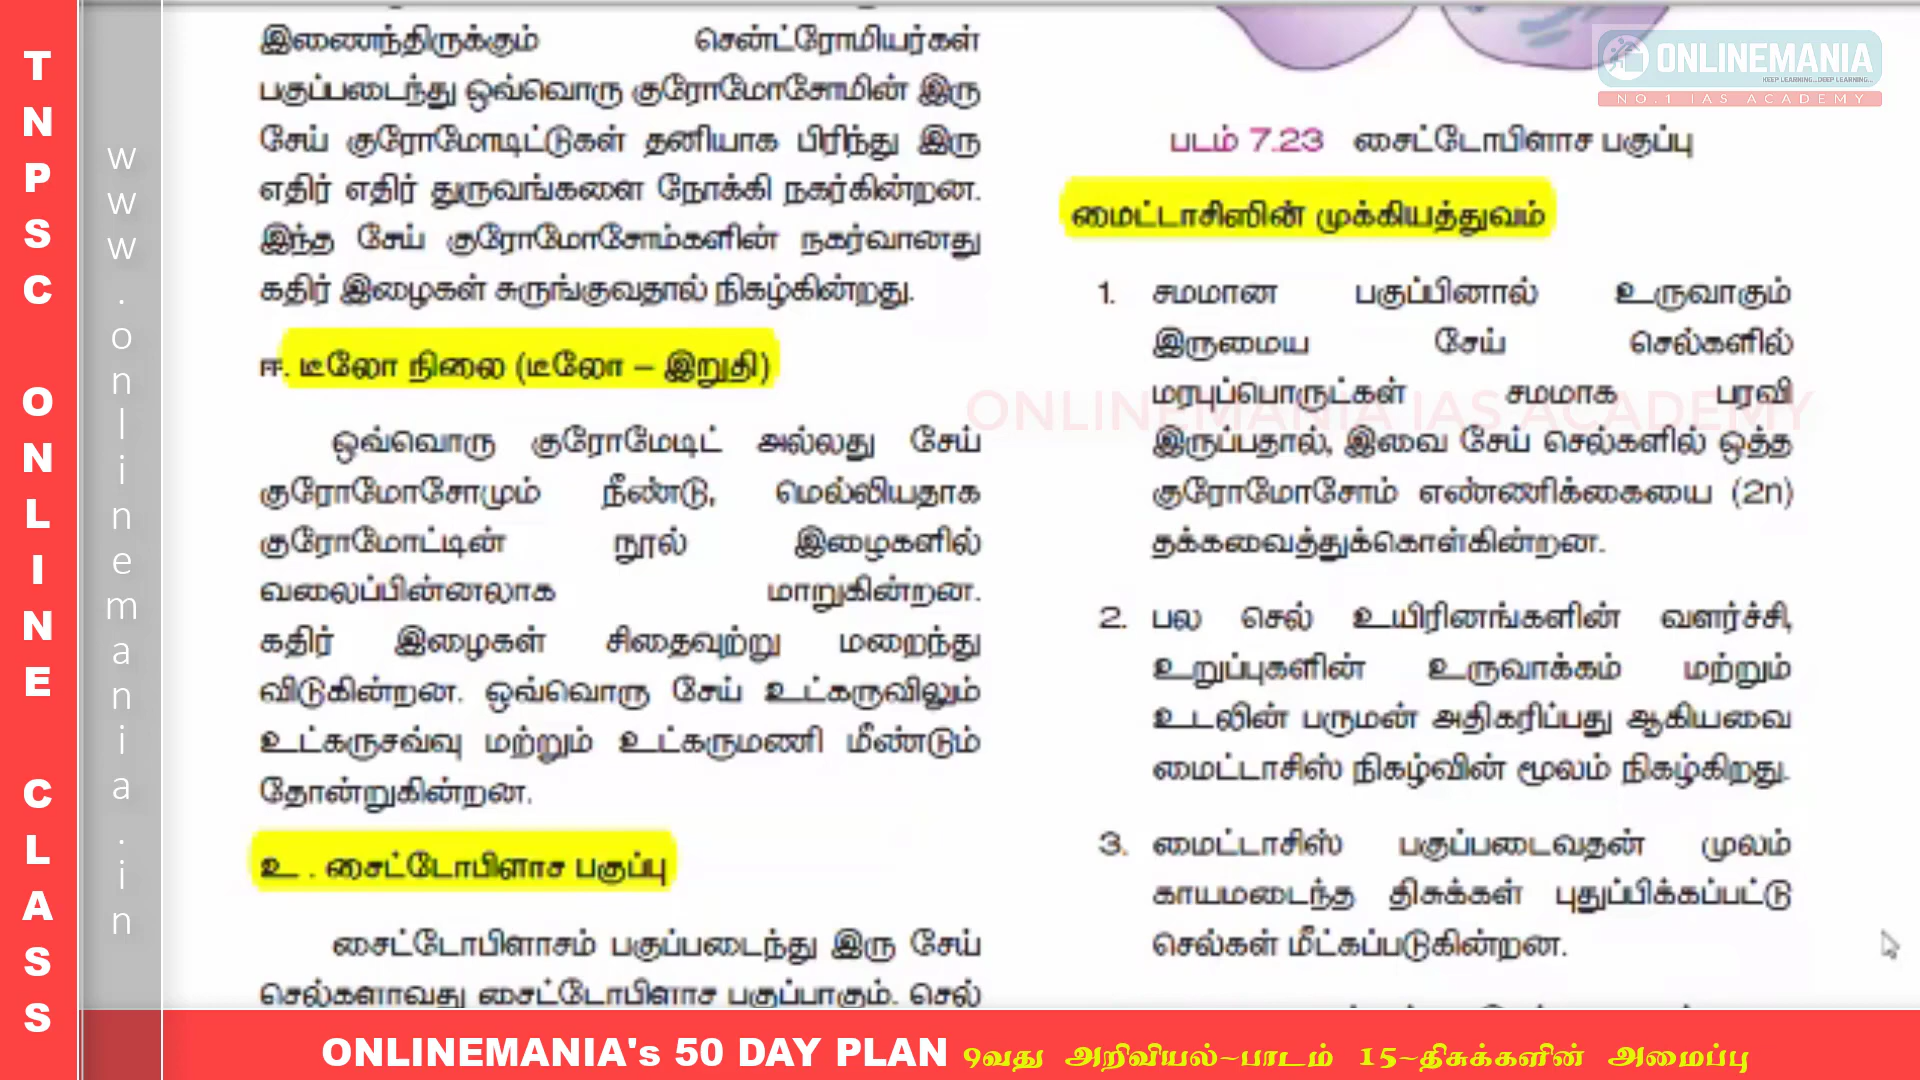 TNPSC ONLINE CLASS
www.onlinemania.in
இணைந்திருக்கும் சென்ட்ரோமியர்கள்
பகுப்படைந்து ஒவ்வொரு குரோமோசோமின் இரு
சேய் குரோமோடிட்டுகள் தனியாக பிரிந்து இரு
எதிர் எதிர் துருவங்களை நோக்கி நகர்கின்றன.
இந்த சேய் குரோமோசோம்களின் நகர்வானது
கதிர் இழைகள் சுருங்குவதால் நிகழ்கின்றது.
ஈ. டீலோ நிலை (டீலோ – இறுதி)
ஒவ்வொரு குரோமேடிட் அல்லது சேய்
குரோமோசோமும் நீண்டு, மெல்லியதாக
குரோமோட்டின் நூல் இழைகளில்
வலைப்பின்னலாக மாறுகின்றன.
கதிர் இழைகள் சிதைவுற்று மறைந்து
விடுகின்றன. ஒவ்வொரு சேய் உட்கருவிலும்
உட்கருசவ்வு மற்றும் உட்கருமணி மீண்டும்
தோன்றுகின்றன.
உ . சைட்டோபிளாச பகுப்பு
சைட்டோபிளாசம் பகுப்படைந்து இரு சேய்
செல்களாவது சைட்டோபிளாச பகுப்பாகும். செல்
ONLINEMANIA
KEEP LEARNING...DEEP LEARNING...
NO.1 IAS ACADEMY
படம் 7.23 சைட்டோபிளாச பகுப்பு
மைட்டாசிஸின் முக்கியத்துவம்
1. சமமான பகுப்பினால் உருவாகும்
இருமைய சேய் செல்களில்
மரபுப்பொருட்கள் சமமாக பரவி
ONLINEMANIA IAS ACADEMY
இருப்பதால், இவை சேய் செல்களில் ஒத்த
குரோமோசோம் எண்ணிக்கையை (2n)
தக்கவைத்துக்கொள்கின்றன.
2. பல செல் உயிரினங்களின் வளர்ச்சி,
உறுப்புகளின் உருவாக்கம் மற்றும்
உடலின் பருமன் அதிகரிப்பது ஆகியவை
மைட்டாசிஸ் நிகழ்வின் மூலம் நிகழ்கிறது.
3. மைட்டாசிஸ் பகுப்படைவதன் முலம்
காயமடைந்த திசுக்கள் புதுப்பிக்கப்பட்டு
செல்கள் மீட்கப்படுகின்றன.
ONLINEMANIA's 50 DAY PLAN 9வது அறிவியல்~பாடம் 15~திசுக்களின் அமைப்பு